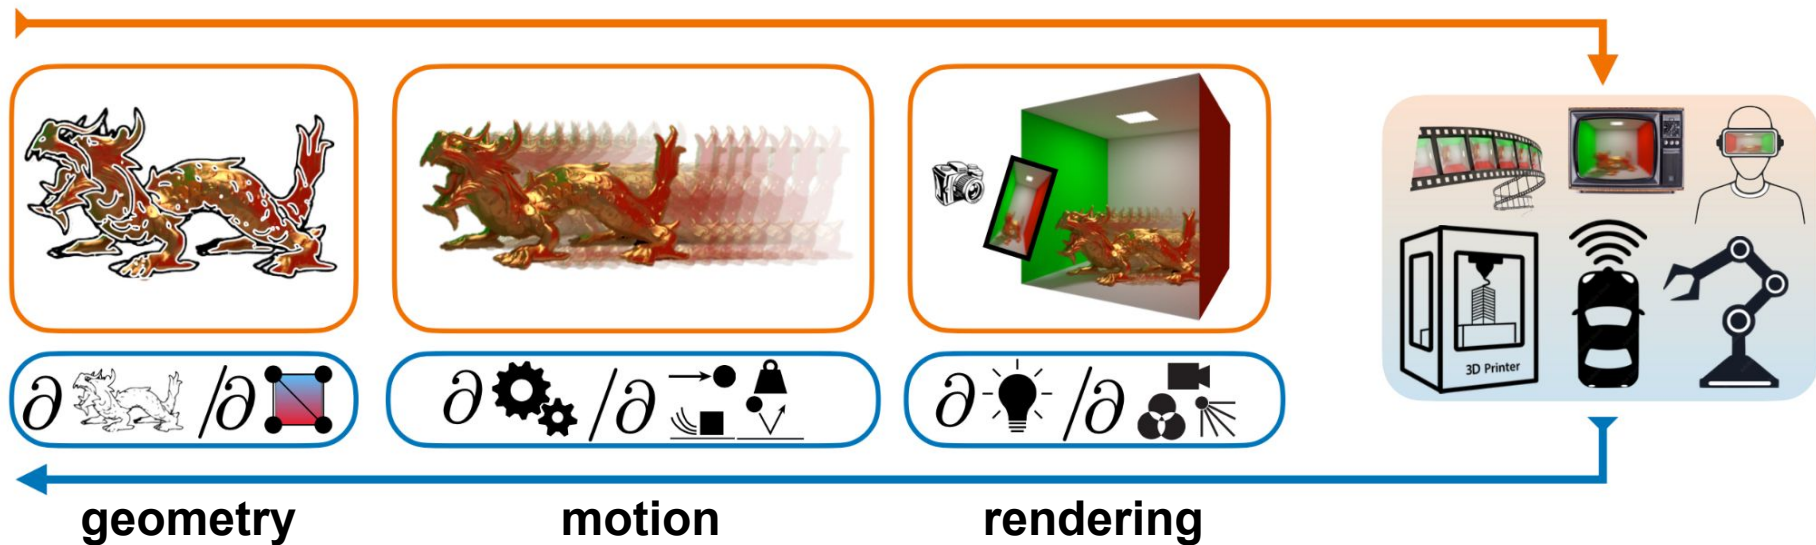 ∂ /∂
∂ /∂
∂ /∂
3D Printer
geometry
motion
rendering